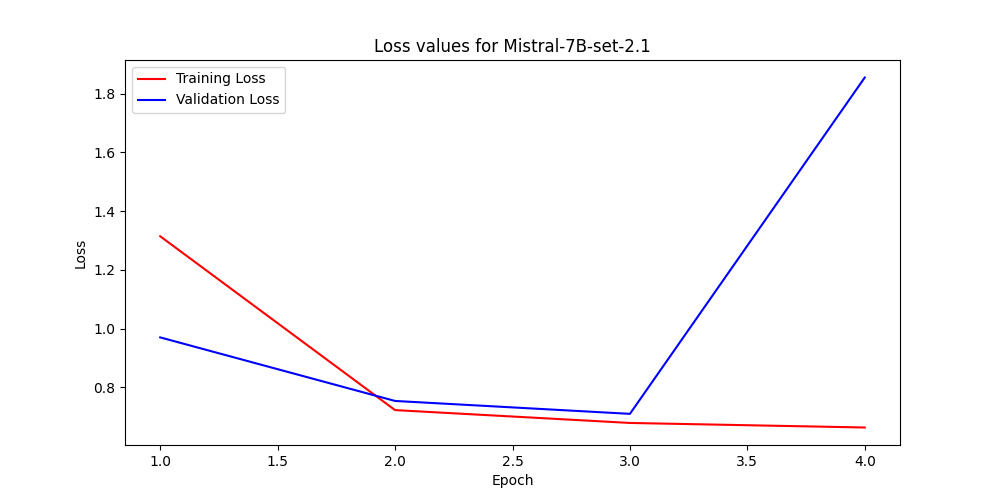 Loss values for Mistral-7B-set-2.1
Training Loss
Validation Loss
1.8
1.6
1.4
1.2
1.0
0.8
Loss
1.0 1.5 2.0 2.5 3.0 3.5 4.0
Epoch